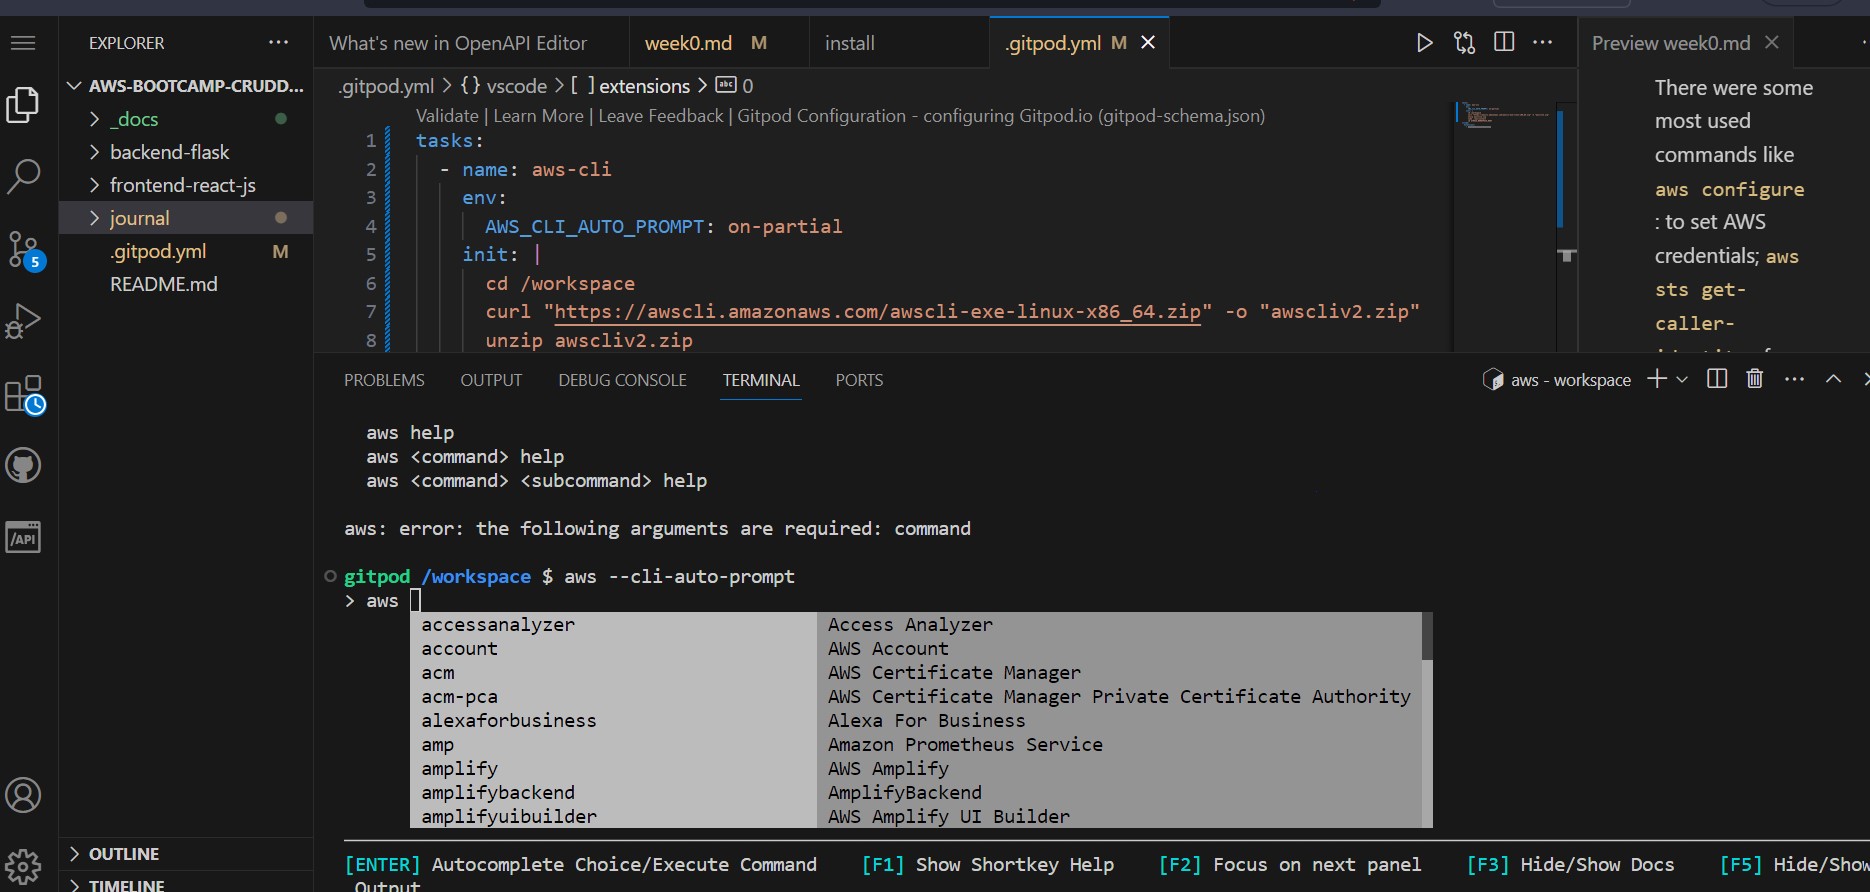 EXPLORER
AWS-BOOTCAMP-CRUDD...
_docs
backend-flask
frontend-react-js
journal
.gitpod.yml M
README.md
OUTLINE
TIMELINE
5
/API
What's new in OpenAPI Editor
week0.md M
install
.gitpod.yml M
.gitpod.yml > {} vscode > [ ] extensions > abc 0
Validate | Learn More | Leave Feedback | Gitpod Configuration - configuring Gitpod.io (gitpod-schema.json)
1 tasks:
2 - name: aws-cli
3 env:
4 AWS_CLI_AUTO_PROMPT: on-partial
5 init: |
6 cd /workspace
7 curl "https://awscli.amazonaws.com/awscli-exe-linux-x86_64.zip" -o "awscliv2.zip"
8 unzip awscliv2.zip
Preview week0.md
There were some
most used
commands like
aws configure
: to set AWS
credentials; aws
sts get-
caller-
PROBLEMS OUTPUT DEBUG CONSOLE TERMINAL PORTS
aws - workspace
aws help
aws <command> help
aws <command> <subcommand> help
aws: error: the following arguments are required: command
gitpod /workspace $ aws --cli-auto-prompt
> aws
accessanalyzer Access Analyzer
account AWS Account
acm AWS Certificate Manager
acm-pca AWS Certificate Manager Private Certificate Authority
alexaforbusiness Alexa For Business
amp Amazon Prometheus Service
amplify AWS Amplify
amplifybackend AmplifyBackend
amplifyuibuilder AWS Amplify UI Builder
[ENTER] Autocomplete Choice/Execute Command [F1] Show Shortkey Help [F2] Focus on next panel [F3] Hide/Show Docs [F5] Hide/Show
Output